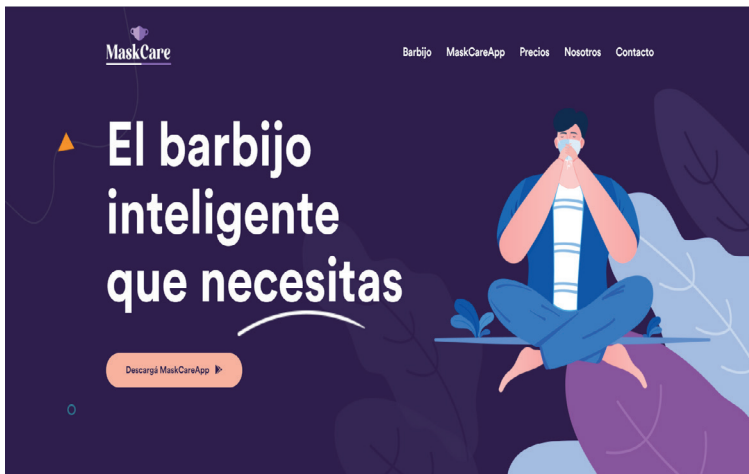 MaskCare
Barbijo MaskCareApp Precios Nosotros Contacto
El barbijo
inteligente
que necesitas
Descargá MaskCareApp